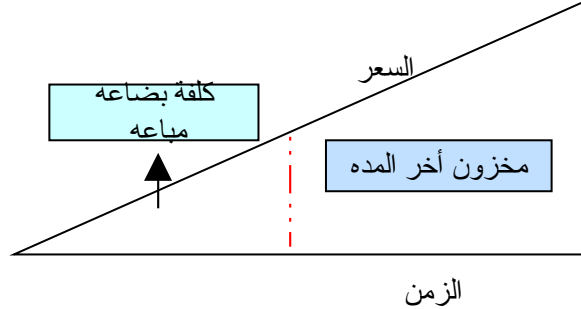 السعر
كلفة بضاعه
مباعه
مخزون أخر المده
الزمن